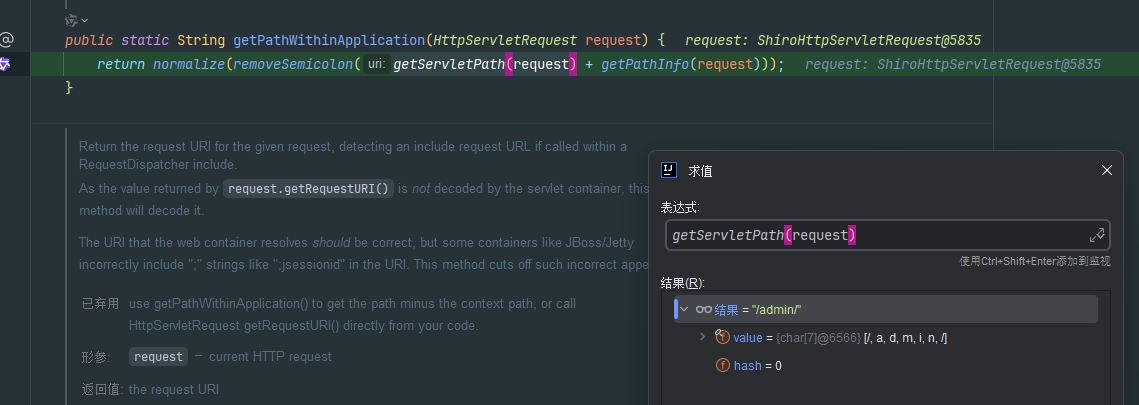 public static String getPathWithinApplication(HttpServletRequest request) {   request: ShiroHttpServletRequest@5835
return normalize(removeSemicolon( uri: getServletPath(request) + getPathInfo(request)));   request: ShiroHttpServletRequest@5835
}
Return the request URI for the given request, detecting an include request URL if called within a
RequestDispatcher include.
As the value returned by request.getRequestURI() is not decoded by the servlet container, this
method will decode it.
The URI that the web container resolves should be correct, but some containers like JBoss/Jetty
incorrectly include ";" strings like ";jsessionid" in the URI. This method cuts off such incorrect appe
已弃用 use getPathWithinApplication() to get the path minus the context path, or call
HttpServletRequest.getRequestURI() directly from your code.
形参: request – current HTTP request
返回值: the request URI
IJ 求值
表达式:
getServletPath(request)
使用Ctrl+Shift+Enter添加到监视
结果(R):
结果 = "/admin/"
f value = {char[7]@6566} [/, a, d, m, i, n, /]
f hash = 0